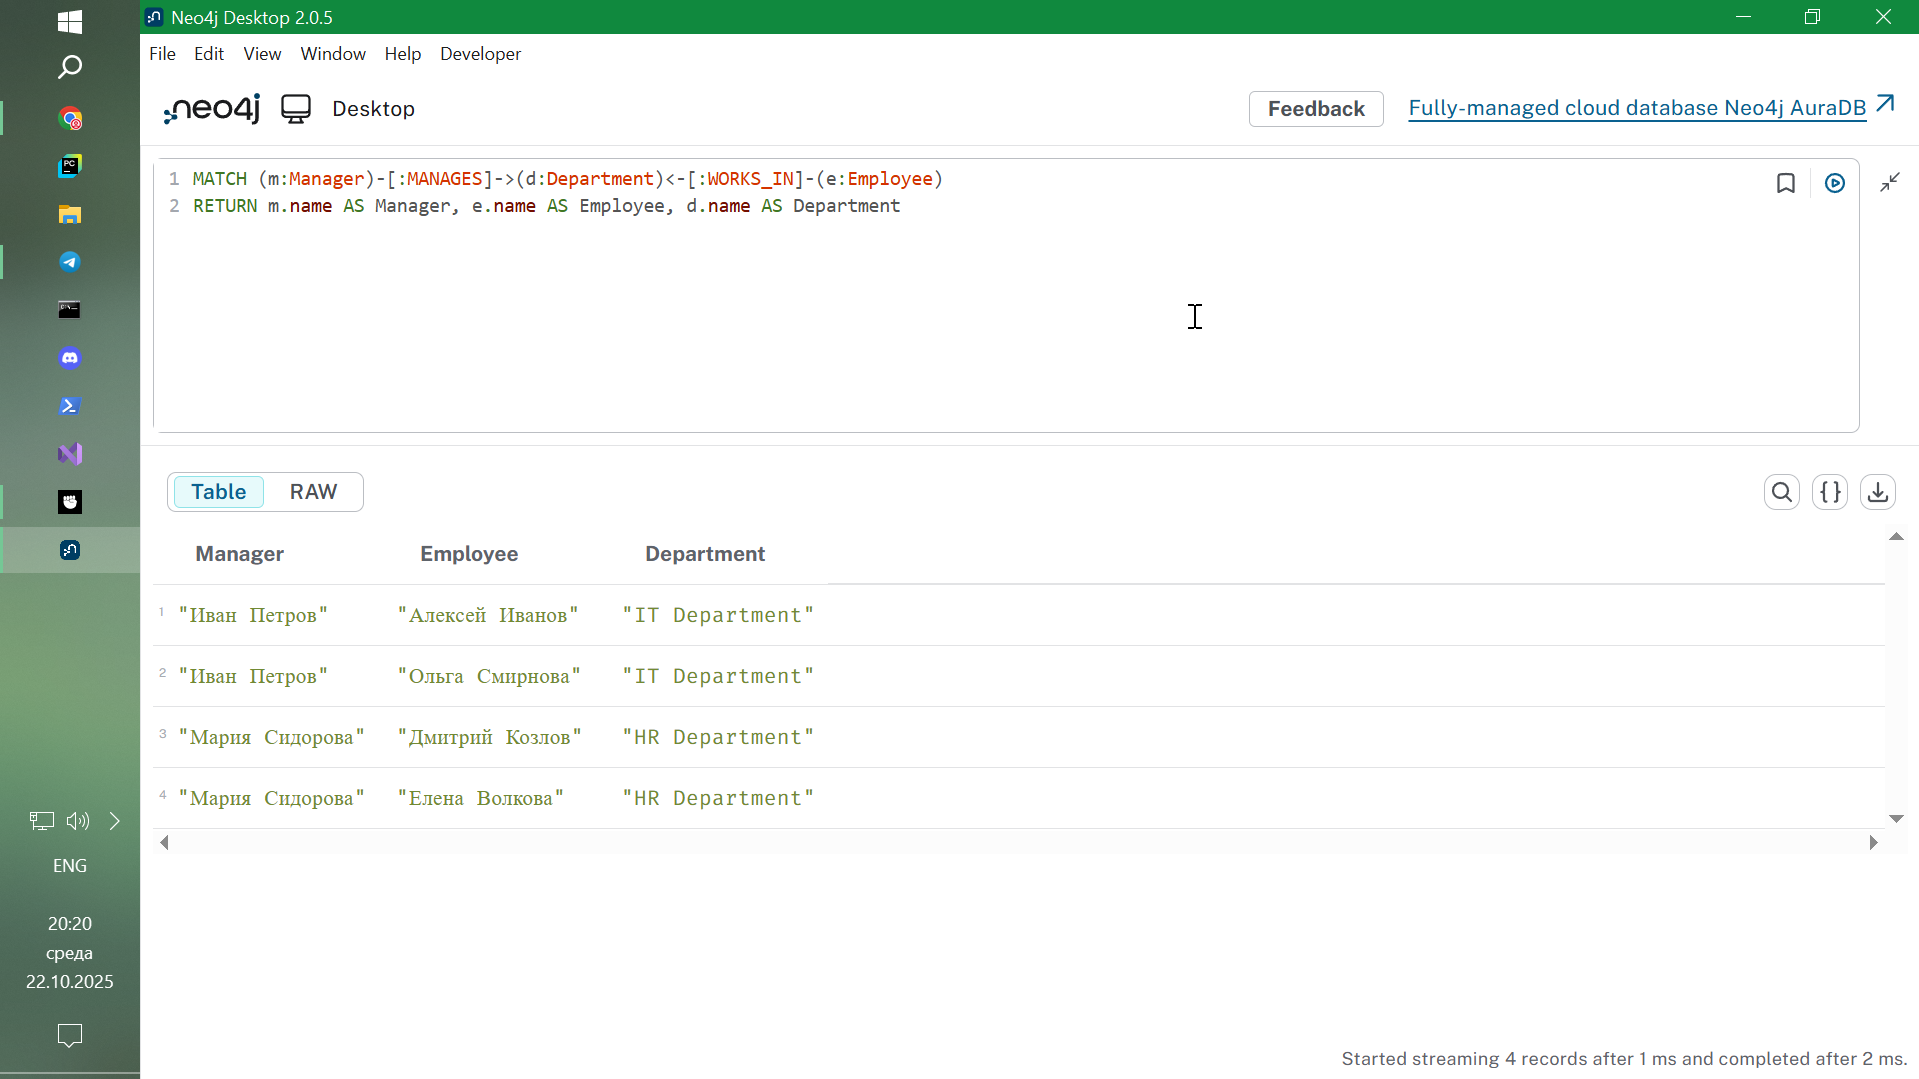 Neo4j Desktop 2.0.5
File Edit View Window Help Developer
neo4j Desktop
Feedback
Fully-managed cloud database Neo4j AuraDB
1 MATCH (m:Manager)-[:MANAGES]->(d:Department)<-[:WORKS_IN]-(e:Employee)
2 RETURN m.name AS Manager, e.name AS Employee, d.name AS Department
Table RAW
Manager Employee Department
1 "Иван Петров" "Алексей Иванов" "IT Department"
2 "Иван Петров" "Ольга Смирнова" "IT Department"
3 "Мария Сидорова" "Дмитрий Козлов" "HR Department"
4 "Мария Сидорова" "Елена Волкова" "HR Department"
Started streaming 4 records after 1 ms and completed after 2 ms.
PC
ENG
20:20
среда
22.10.2025